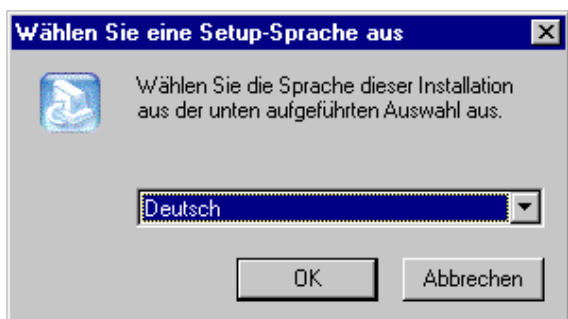 Wählen Sie eine Setup-Sprache aus
Wählen Sie die Sprache dieser Installation
aus der unten aufgeführten Auswahl aus.
Deutsch
OK
Abbrechen